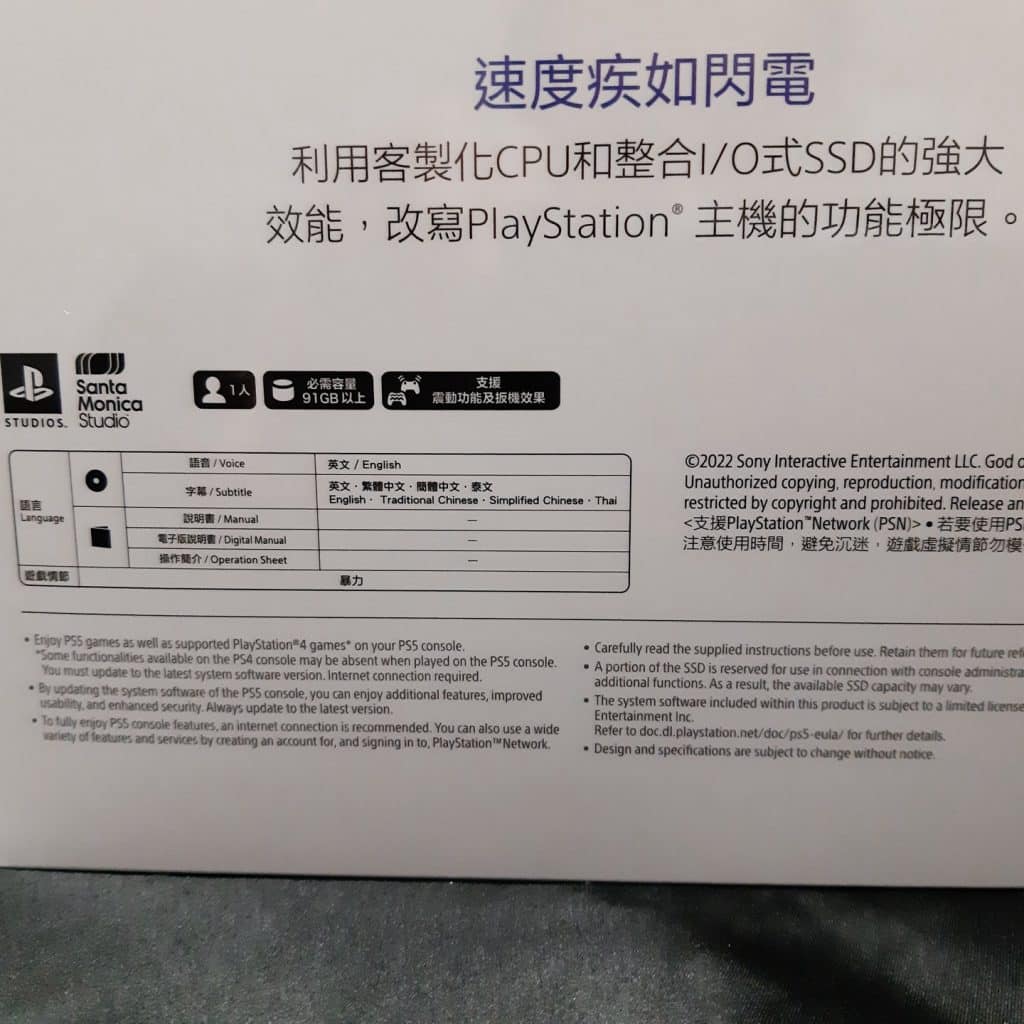 速度疾如閃電
利用客製化CPU和整合I/O式SSD的強大
效能，改寫PlayStation® 主機的功能極限。
STUDIOS™
Santa
Monica
Studio
1人
必需容量
91GB以上
支援
震動功能及扳機效果
語言
Language
語音 / Voice
英文 / English
字幕 / Subtitle
英文・繁體中文・簡體中文・泰文
English・ Traditional Chinese・Simplified Chinese・Thai
說明書 / Manual
—
電子版說明書 / Digital Manual
—
操作簡介 / Operation Sheet
—
遊戲情節
暴力
©2022 Sony Interactive Entertainment LLC. God
Unauthorized copying, reproduction, modification
restricted by copyright and prohibited. Release
<支援PlayStation™Network (PSN)> • 若要使用PS
注意使用時間，避免沉迷，遊戲虛擬情節勿模
• Enjoy PS5 games as well as supported PlayStation®4 games* on your PS5 console.
*Some functionalities available on the PS4 console may be absent when played on the PS5 console.
You must update to the latest system software version. Internet connection required.
• By updating the system software of the PS5 console, you can enjoy additional features, improved
usability, and enhanced security. Always update to the latest version.
• To fully enjoy PS5 console features, an internet connection is recommended. You can also use a wide
variety of features and services by creating an account for, and signing in to, PlayStation™Network.
• Carefully read the supplied instructions before use. Retain them for future
• A portion of the SSD is reserved for use in connection with console
additional functions. As a result, the available SSD capacity may vary.
• The system software included within this product is subject to a limited license
Entertainment Inc.
Refer to doc.dl.playstation.net/doc/ps5-eula/ for further details.
• Design and specifications are subject to change without notice.